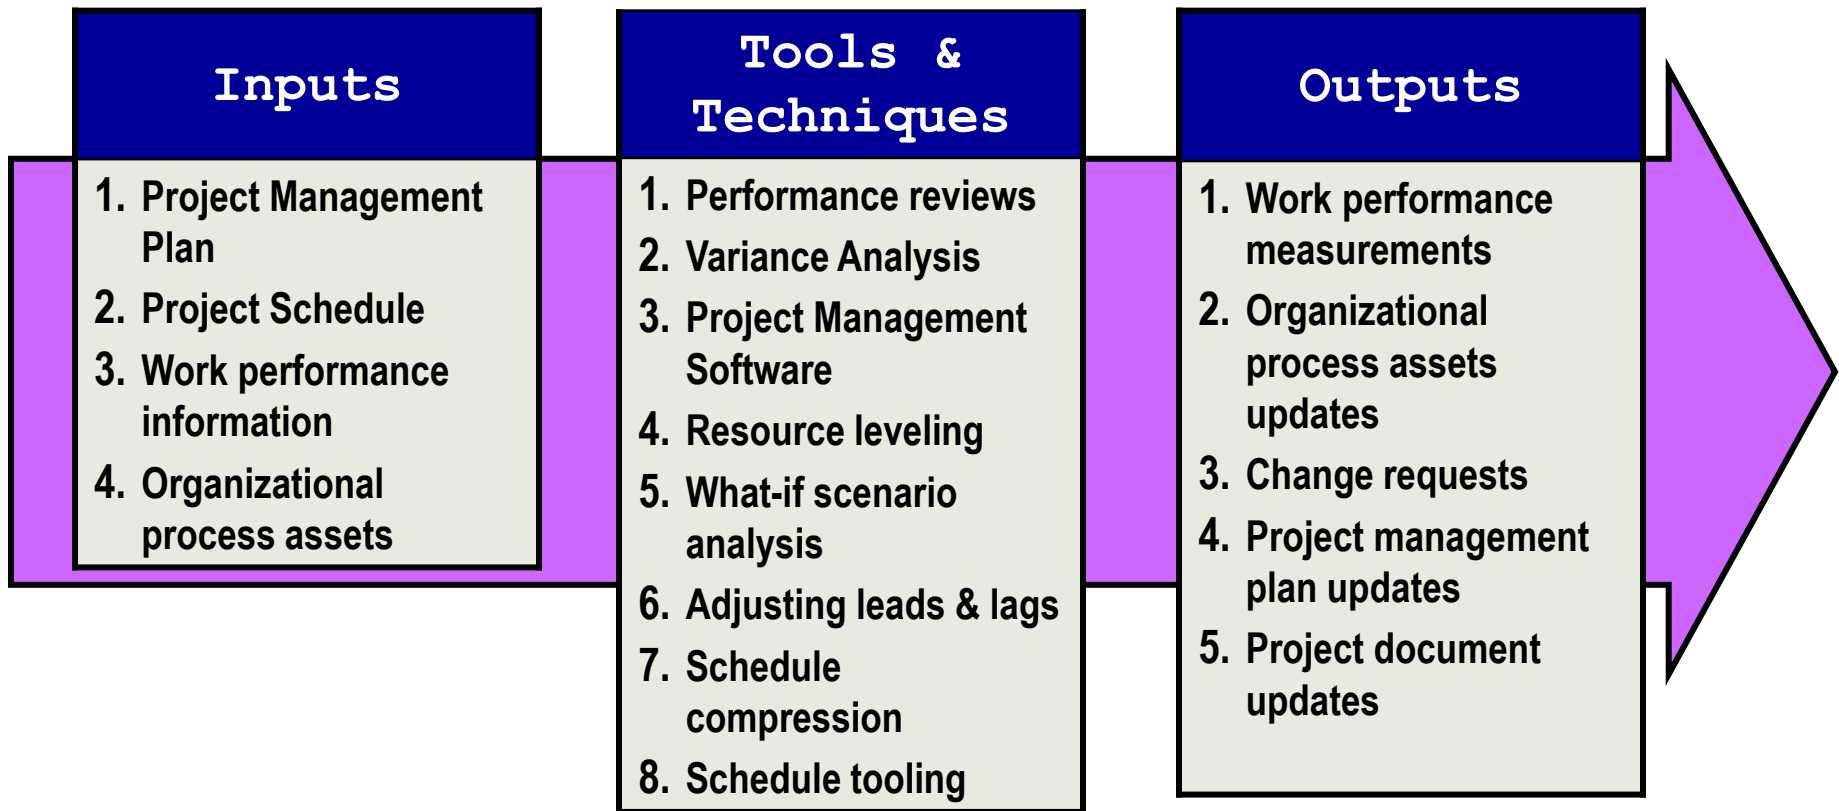 Inputs
1. Project Management
Plan
2. Project Schedule
3. Work performance
information
4. Organizational
process assets
Tools &
Techniques
1. Performance reviews
2. Variance Analysis
3. Project Management
Software
4. Resource leveling
5. What-if scenario
analysis
6. Adjusting leads & lags
7. Schedule
compression
8. Schedule tooling
Outputs
1. Work performance
measurements
2. Organizational
process assets
updates
3. Change requests
4. Project management
plan updates
5. Project document
updates